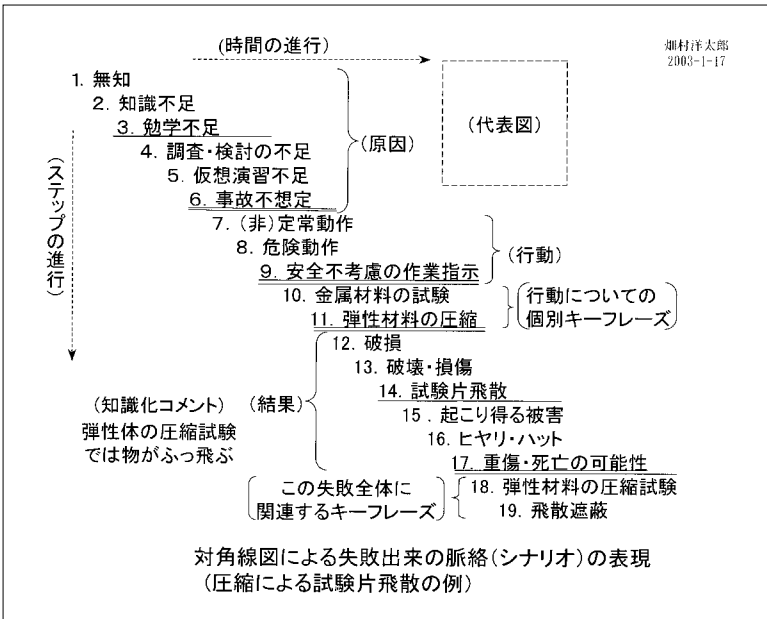 (時間の進行)
畑村洋太郎
2003-1-17
1. 無知
2. 知識不足
3. 勉学不足
4. 調査・検討の不足
5. 仮想演習不足
6. 事故不想定
(原因)
(代表図)
(ステップの進行)
7. (非)定常動作
8. 危険動作
9. 安全不考慮の作業指示
(行動)
10. 金属材料の試験
11. 弾性材料の圧縮
(行動についての
個別キーフレーズ)
12. 破損
13. 破壊・損傷
14. 試験片飛散
15. 起こり得る被害
16. ヒヤリ・ハット
17. 重傷・死亡の可能性
(結果)
(知識化コメント)
弾性体の圧縮試験
では物がふっ飛ぶ
(この失敗全体に
関連するキーフレーズ)
18. 弾性材料の圧縮試験
19. 飛散遮蔽
対角線図による失敗出来の脈絡(シナリオ)の表現
(圧縮による試験片飛散の例)